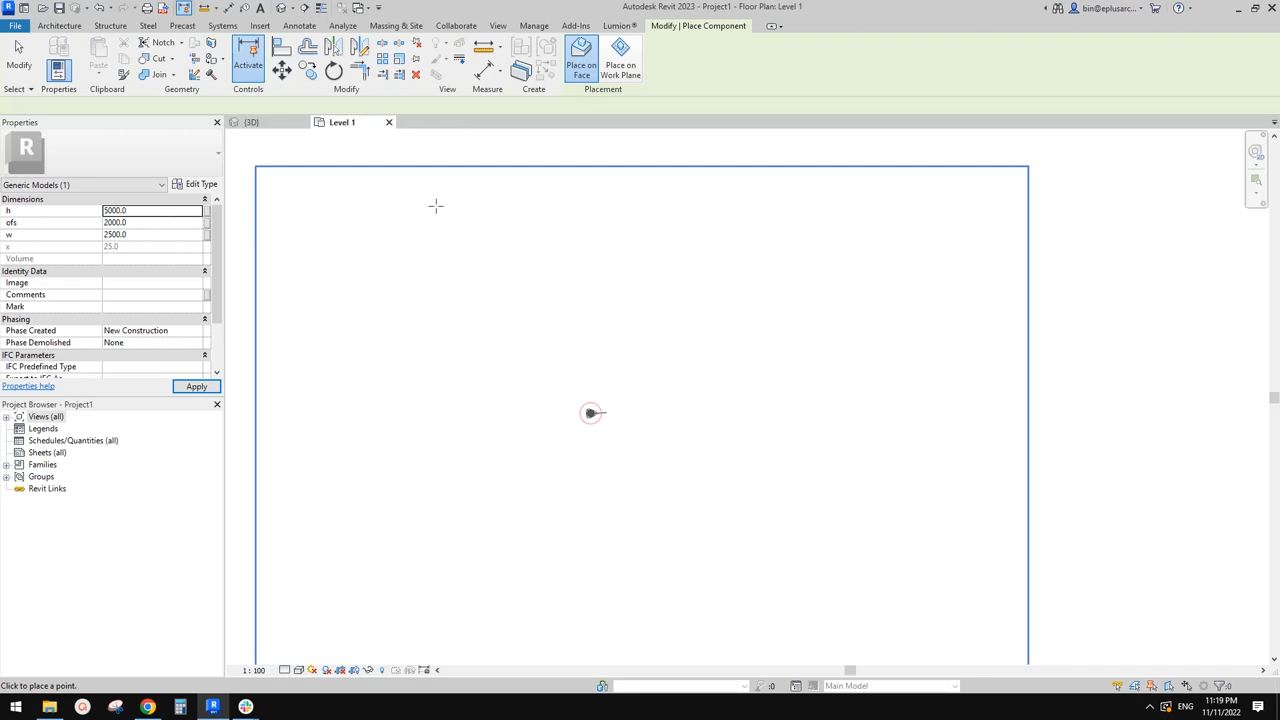 Autodesk Revit 2023 - Project1 - Floor Plan: Level 1
bin@eplusarc...
File Architecture Structure Steel Precast Systems Insert Annotate Analyze Massing & Site Collaborate View Manage Add-Ins Lumion® Modify | Place Component
Modify
Paste
Notch
Cut
Join
Activate
Place on Face
Place on Work Plane
Select Properties Clipboard Geometry Controls Modify View Measure Create Placement
Properties
{3D}
Level 1
R
Generic Models (1)
Edit Type
Dimensions
h 5000.0
ofs 2000.0
w 2500.0
x 25.0
Volume
Identity Data
Image
Comments
Mark
Phasing
Phase Created New Construction
Phase Demolished None
IFC Parameters
IFC Predefined Type
Properties help
Apply
Project Browser - Project1
Views (all)
Legends
Schedules/Quantities (all)
Sheets (all)
Families
Groups
Revit Links
1 : 100
Click to place a point.
:0
Main Model
:0
ENG
11:19 PM
11/11/2022